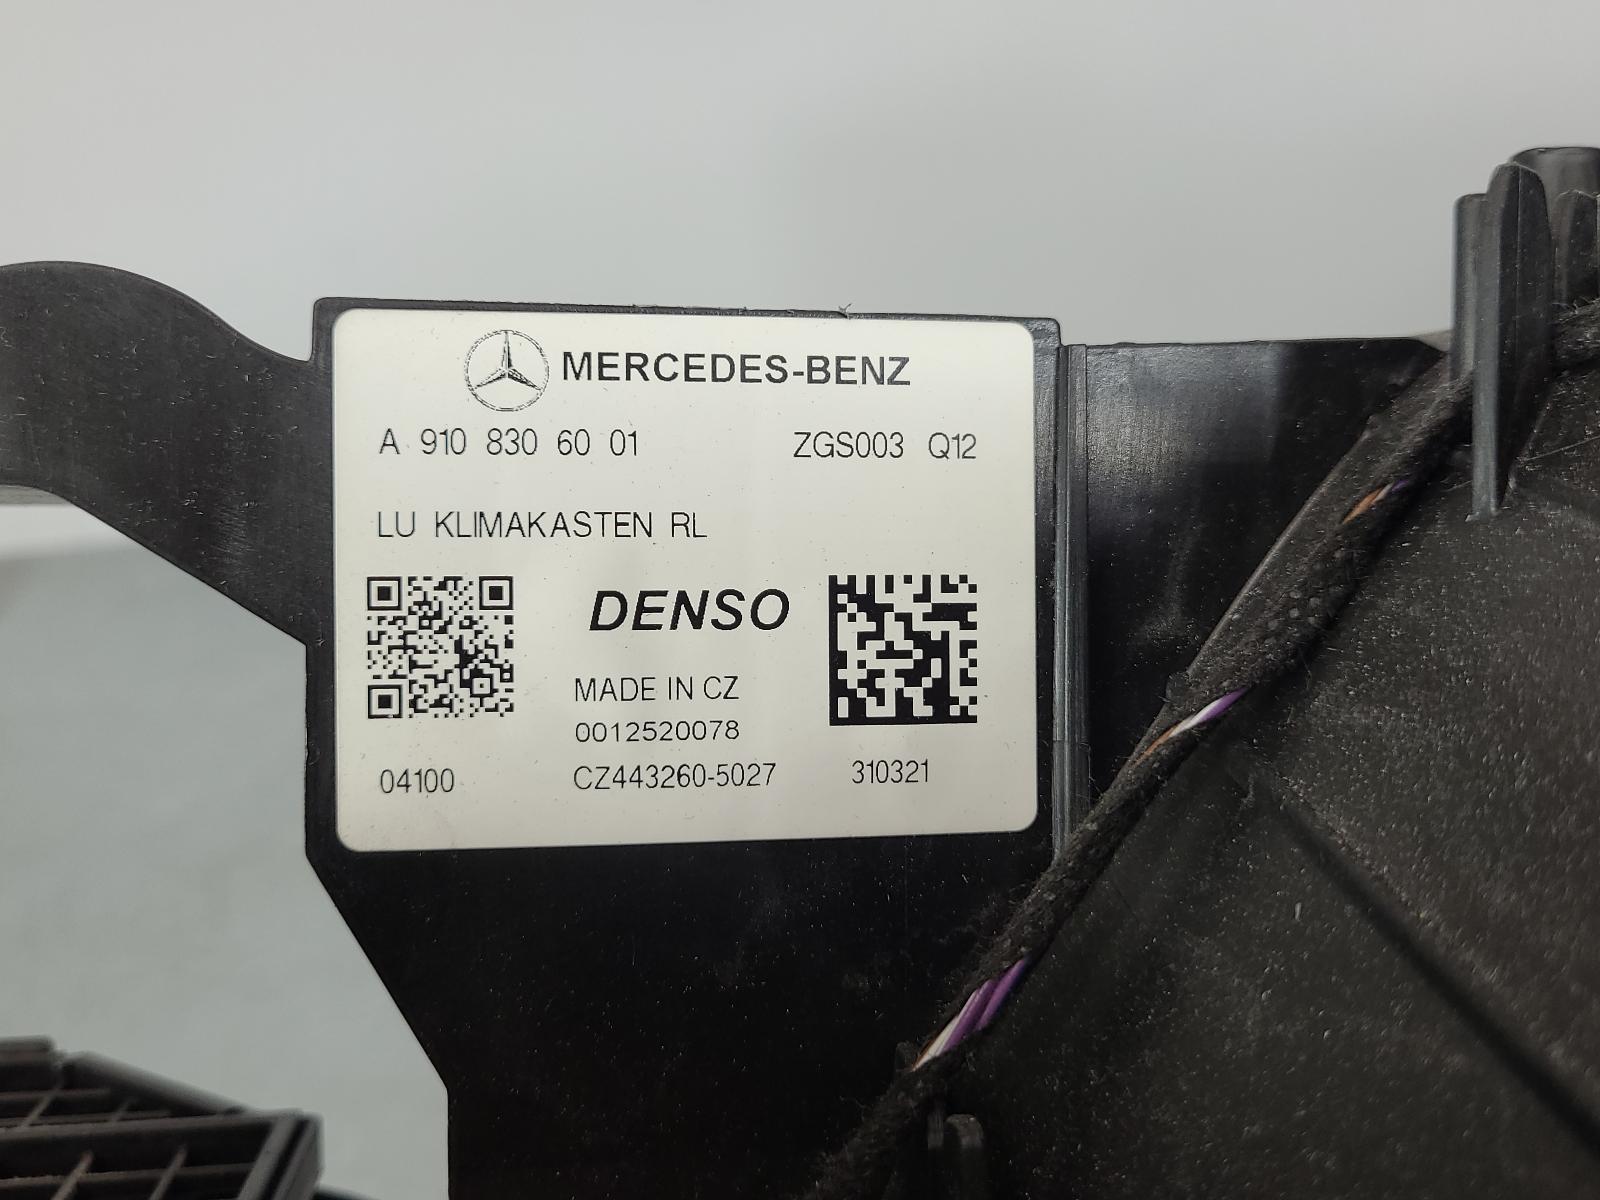 MERCEDES-BENZ
A 910 830 60 01 ZGS003 Q12
LU KLIMAKASTEN RL
DENSO
MADE IN CZ
0012520078
04100 CZ443260-5027 310321